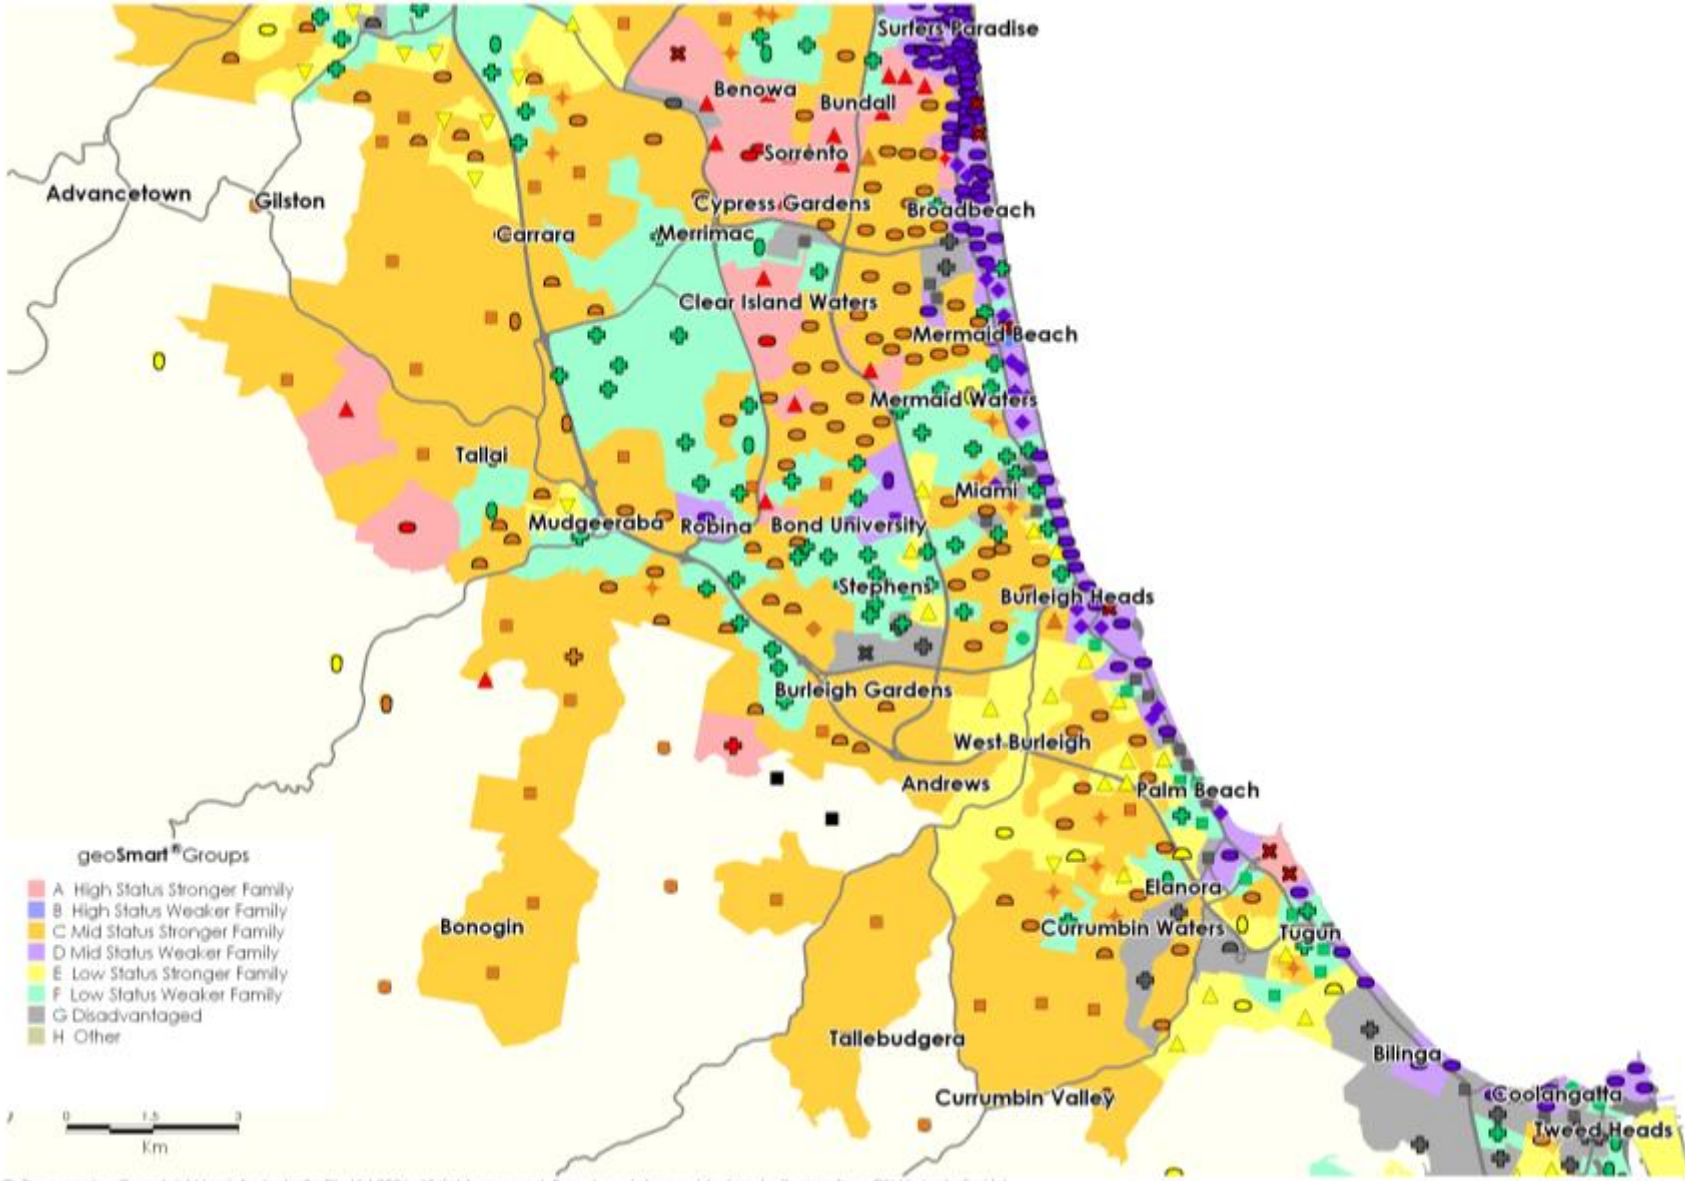 Surfers Paradise
Benowa
Bundall
Sorrento
Advancetown
Gilston
Cypress Gardens
Broadbeach
Carrara
Merrimac
Clear Island Waters
Mermaid Beach
Mermaid Waters
Tallai
Miami
Mudgeeraba
Robina
Bond University
Stephens
Burleigh Heads
Burleigh Gardens
West Burleigh
Andrews
Palm Beach
Elanora
Bonogin
Currumbin Waters
Tugun
Tallebudgera
Bilinga
Currumbin Valley
Coolangatta
Tweed Heads
geoSmart® Groups
A High Status Stronger Family
B High Status Weaker Family
C Mid Status Stronger Family
D Mid Status Weaker Family
E Low Status Stronger Family
F Low Status Weaker Family
G Disadvantaged
H Other
0 1.5 3
Km